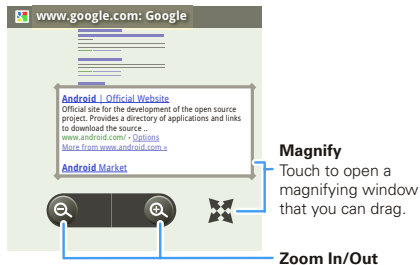 www.google.com: Google
Android | Official Website
Official site for the development of the open source
project. Provides a directory of applications and links
to download the source ..
www.android.com/ - Options
More from www.android.com »
Android Market
Magnify
Touch to open a
magnifying window
that you can drag.
Zoom In/Out